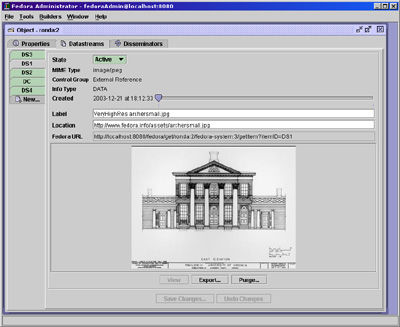 Fedora Administrator - fedoraAdmin@localhost:8080
File Tools Builders Window Help
Object - ronda:2
Properties Datastreams Disseminators
DS3
DS1
DS2
DC
DS4
New...
State Active
MIME Type image/jpeg
Control Group External Reference
Info Type DATA
Created 2003-12-21 at 18:12:33
Label VeryHighRes archersmall.jpg
Location http://www.fedora.info/assets/archersmall.jpg
Fedora URL http://localhost:8080/fedora/get/ronda:2/fedora-system:3/getItem?itemID=DS1
EAST ELEVATION
View Export... Purge...
Save Changes... Undo Changes